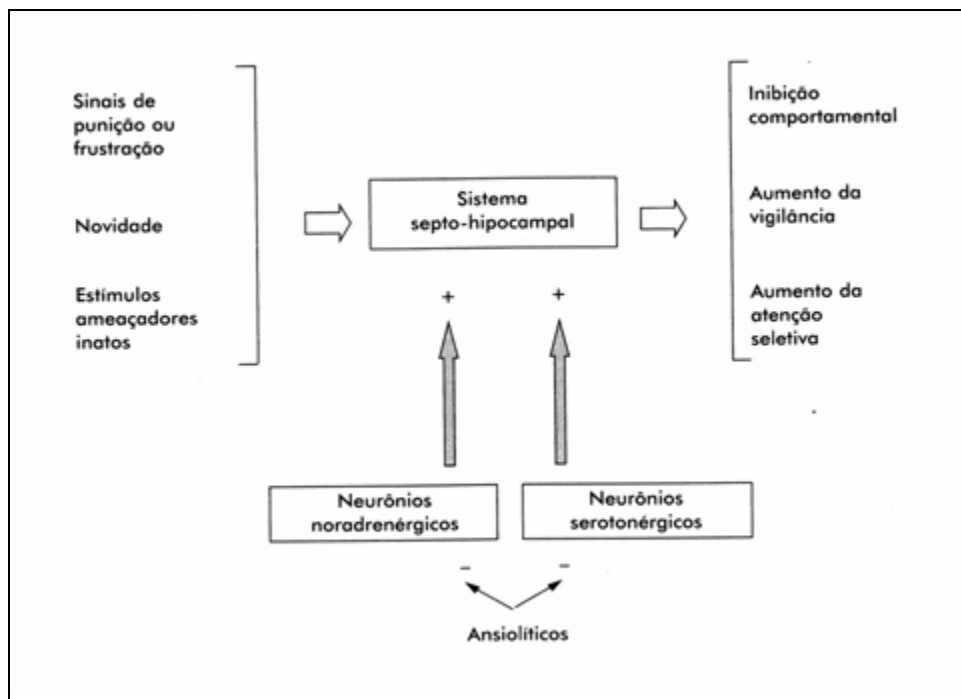 Sinais de
punição ou
frustração
Novidade
Estímulos
ameaçadores
inatos
Sistema
septo-hipocampal
Inibição
comportamental
Aumento da
vigilância
Aumento da
atenção
seletiva
+ +
Neurônios
noradrenérgicos
Neurônios
serotonérgicos
– –
Ansiolíticos